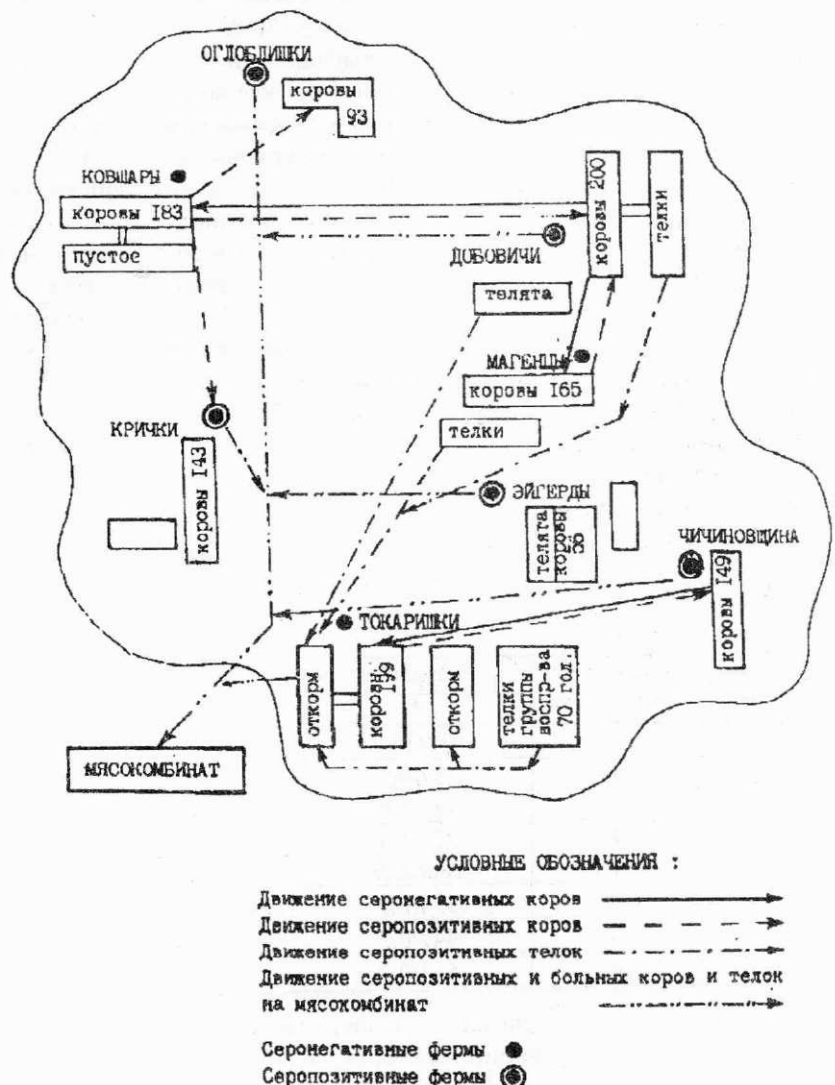 ОГЛОБЛИШКИ
коровы
93
КОВШАРЫ
коровы 183
пустое
коровы 200
телки
ДОБОВИЧИ
телята
МАГЕНЦЫ
коровы 165
КРИЧКИ
телки
коровы 143
ЭЙГЕРДЫ
телята
коровы
56
ЧИЧИНОВЩИНА
коровы 149
ТОКАРИШКИ
откорм
коровы
199
откорм
телки
группы
воспр-ва
70 гол.
МЯСОКОМБИНАТ
УСЛОВНЫЕ ОБОЗНАЧЕНИЯ :
Движение серонегативных коров
Движение серопозитивных коров
Движение серопозитивных телок
Движение серопозитивных и больных коров и телок
на мясокомбинат
Серонегативные фермы
Серопозитивные фермы